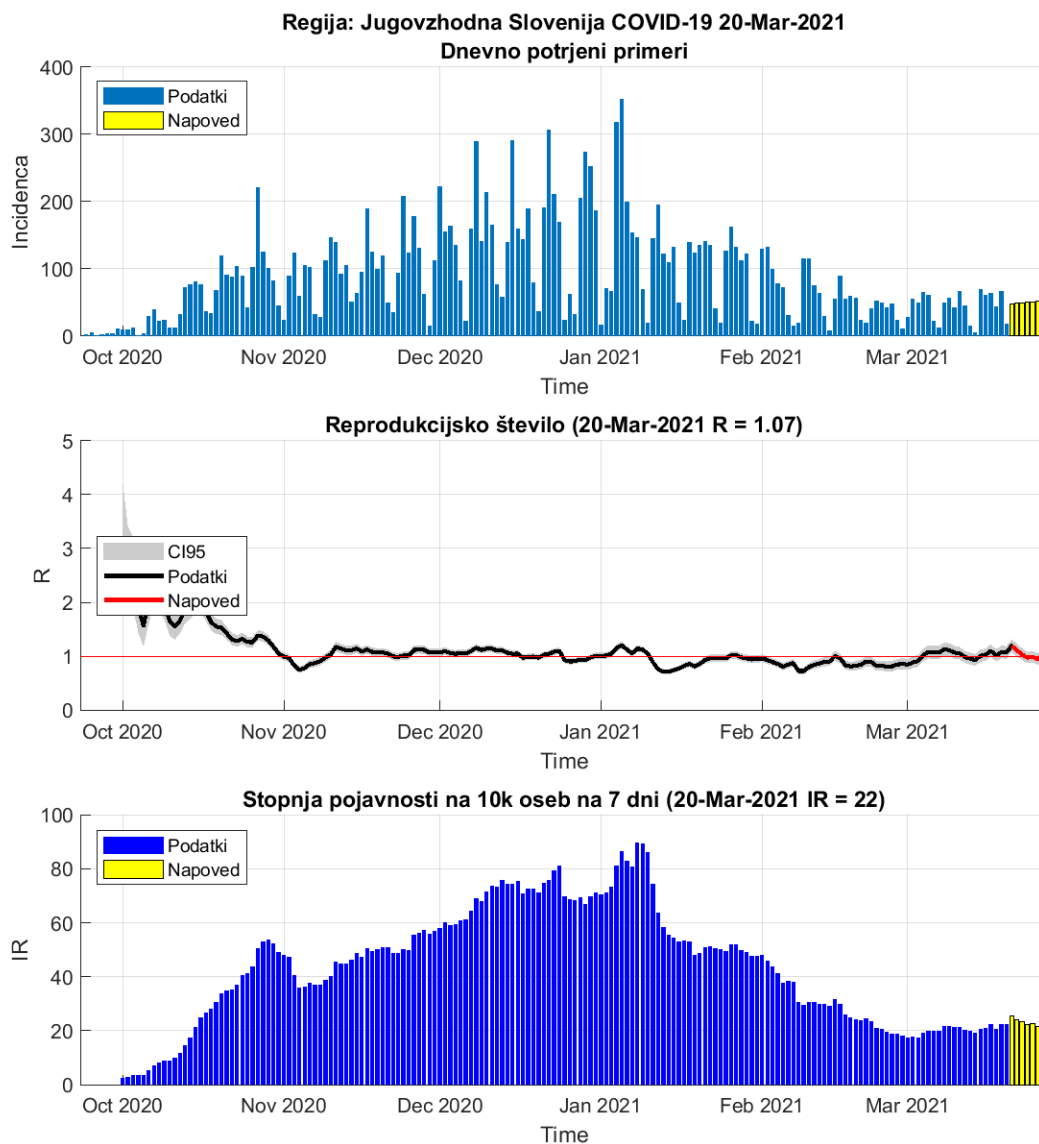 Regija: Jugovzhodna Slovenija COVID-19 20-Mar-2021
Dnevno potrjeni primeri
400
300
200
100
0
Incidenca
Podatki
Napoved
Oct 2020 Nov 2020 Dec 2020 Jan 2021 Feb 2021 Mar 2021
Time
Reprodukcijsko število (20-Mar-2021 R = 1.07)
5
4
3
2
1
0
R
CI95
Podatki
Napoved
Oct 2020 Nov 2020 Dec 2020 Jan 2021 Feb 2021 Mar 2021
Time
Stopnja pojavnosti na 10k oseb na 7 dni (20-Mar-2021 IR = 22)
100
80
60
40
20
0
IR
Podatki
Napoved
Oct 2020 Nov 2020 Dec 2020 Jan 2021 Feb 2021 Mar 2021
Time